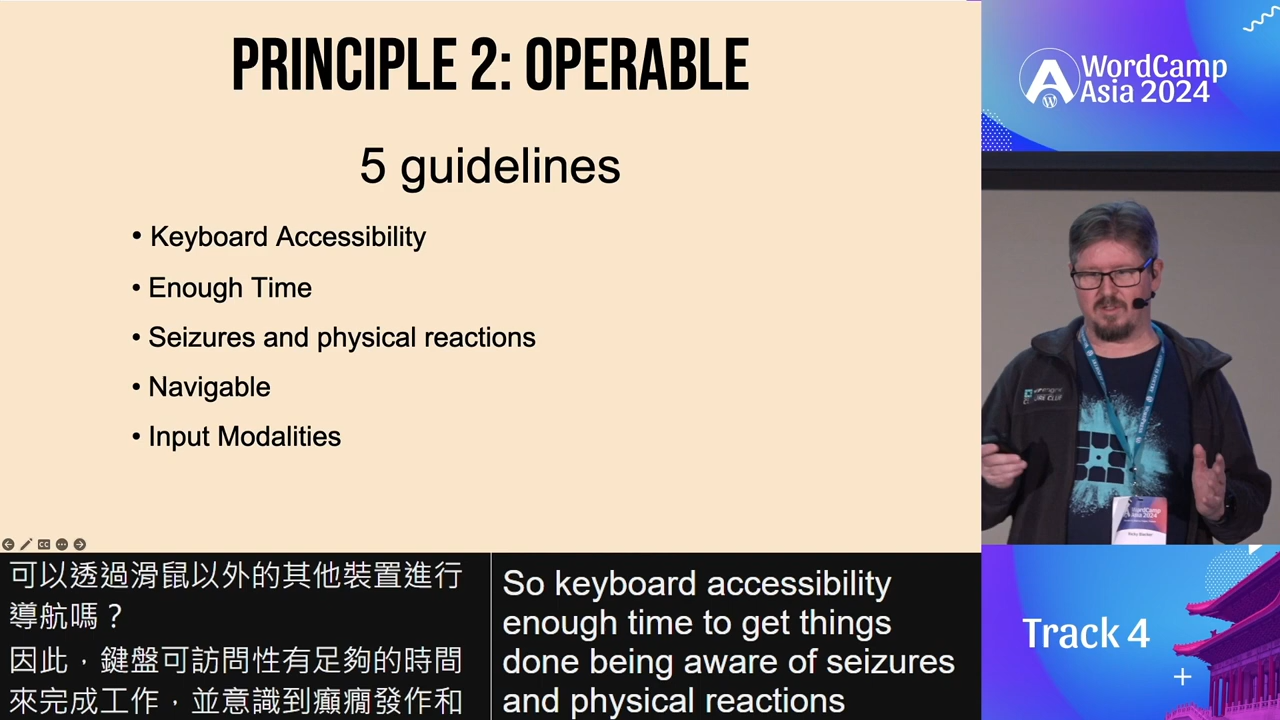 PRINCIPLE 2: OPERABLE
5 guidelines
• Keyboard Accessibility
• Enough Time
• Seizures and physical reactions
• Navigable
• Input Modalities
可以透過滑鼠以外的其他裝置進行
導航嗎？
因此，鍵盤可訪問性有足夠的時間
來完成工作，並意識到癲癇發作和
So keyboard accessibility
enough time to get things
done being aware of seizures
and physical reactions
WordCamp
Asia 2024
WordCamp
Asia 2024
Track 4